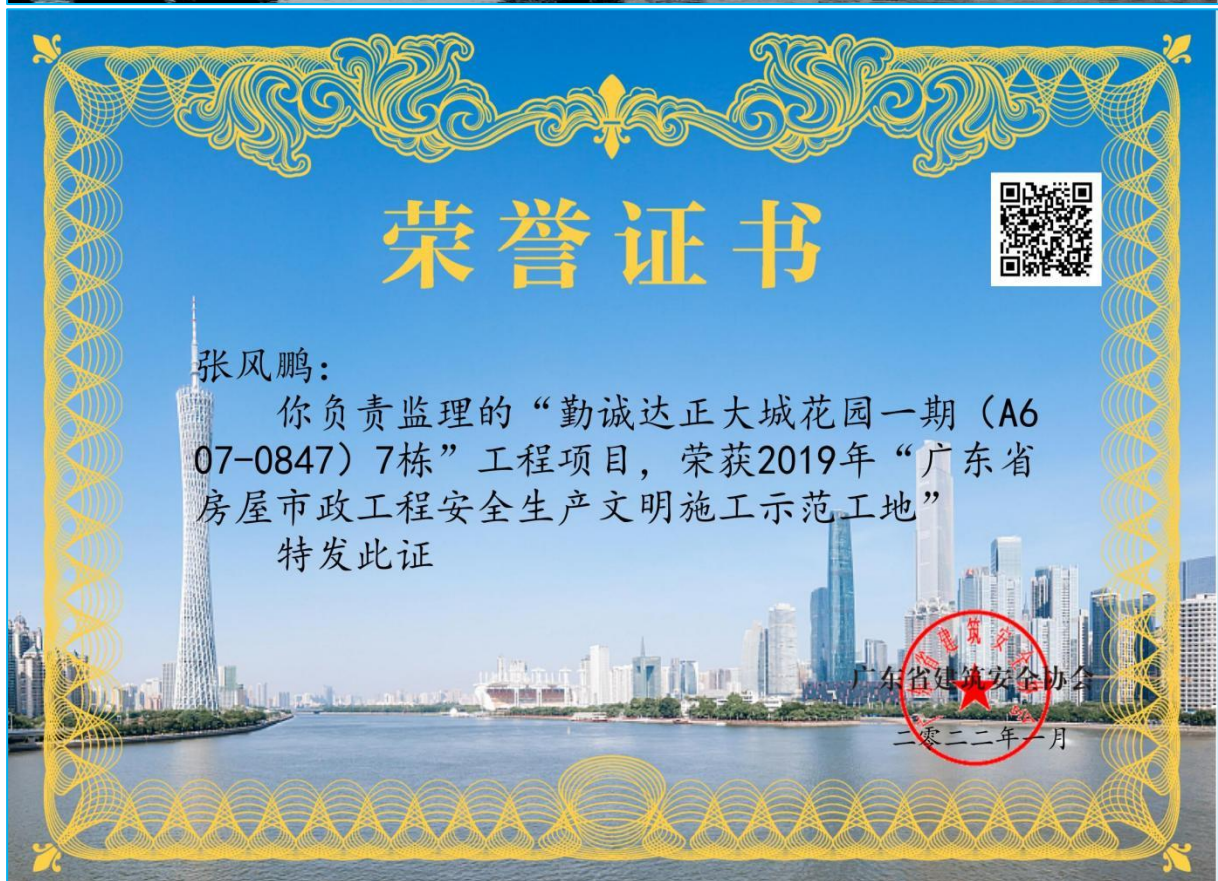 荣誉证书
张风鹏：
你负责监理的“勤诚达正大城花园一期（A6
07-0847）7栋”工程项目，荣获2019年“广东省
房屋市政工程安全生产文明施工示范工地”
特发此证
广东省建筑安全协会
二零二二年一月